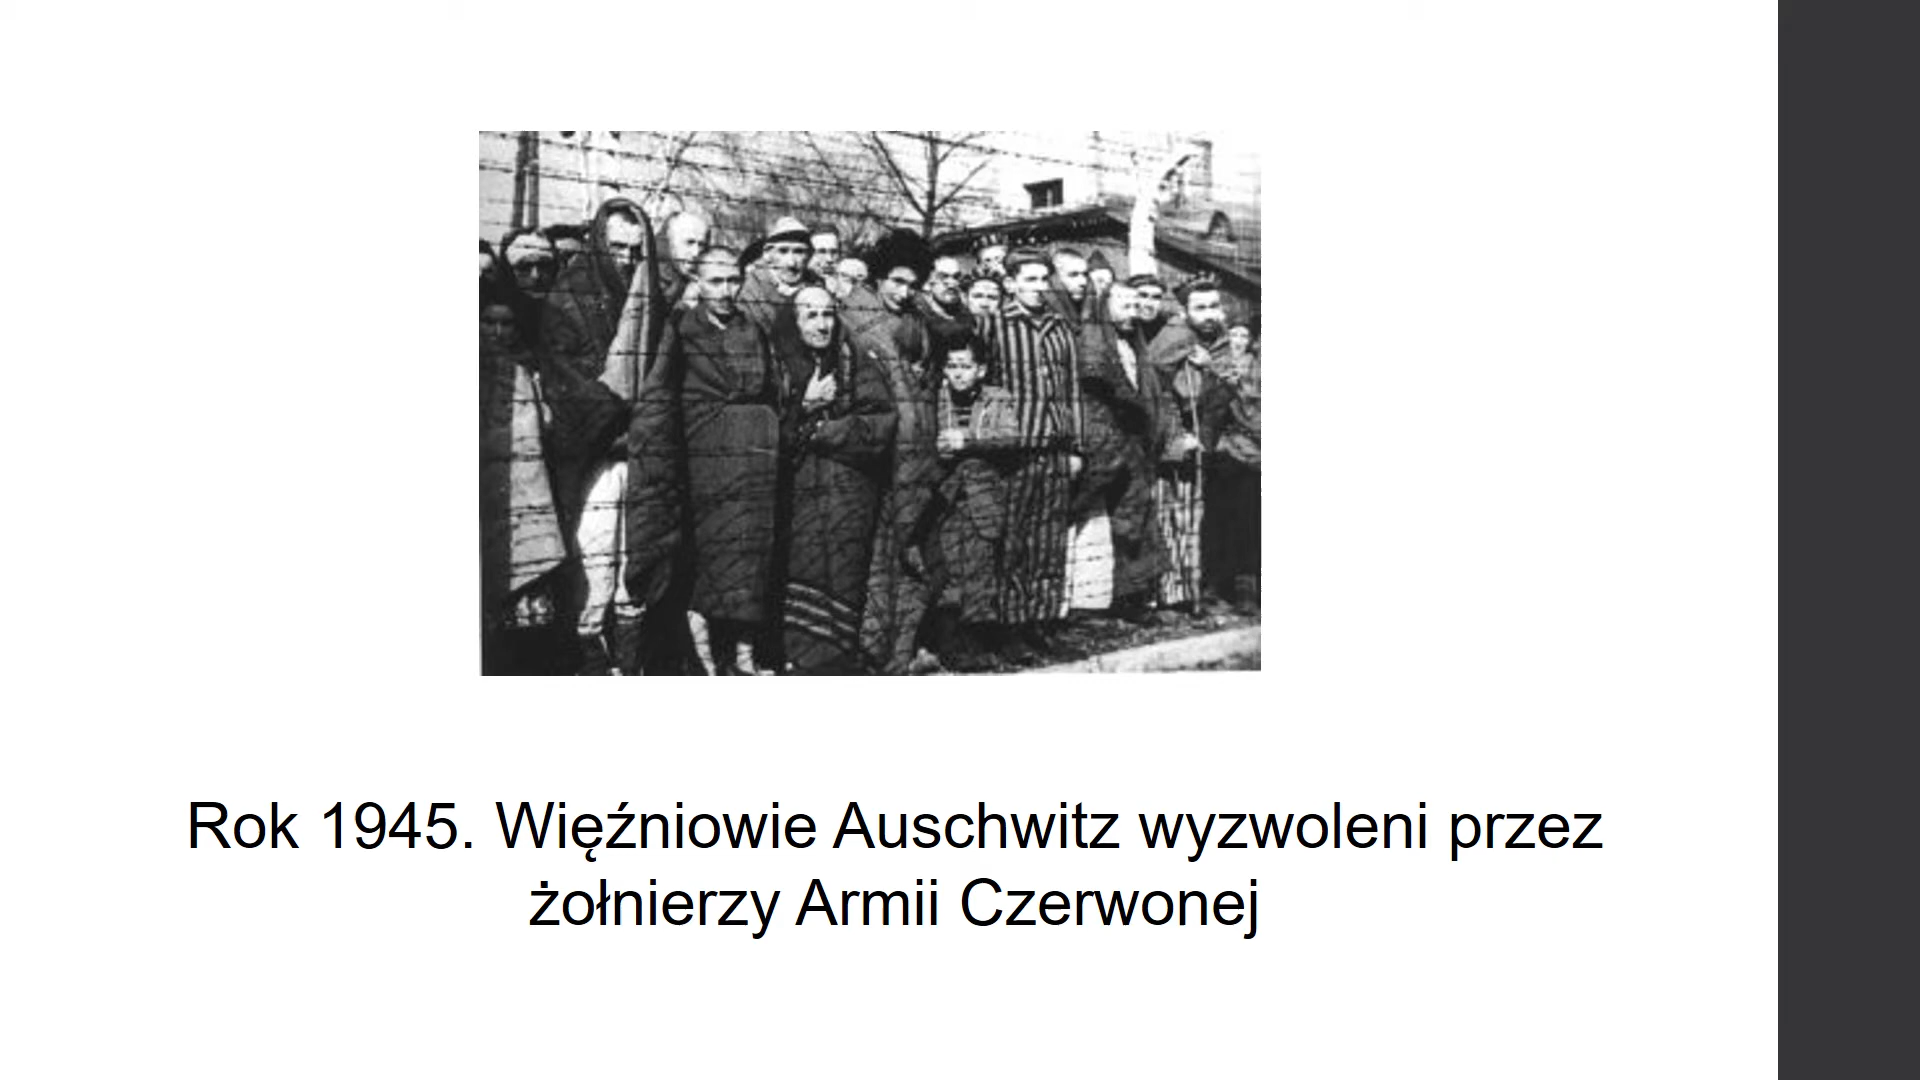 Rok 1945. Więźniowie Auschwitz wyzwoleni przez
żołnierzy Armii Czerwonej